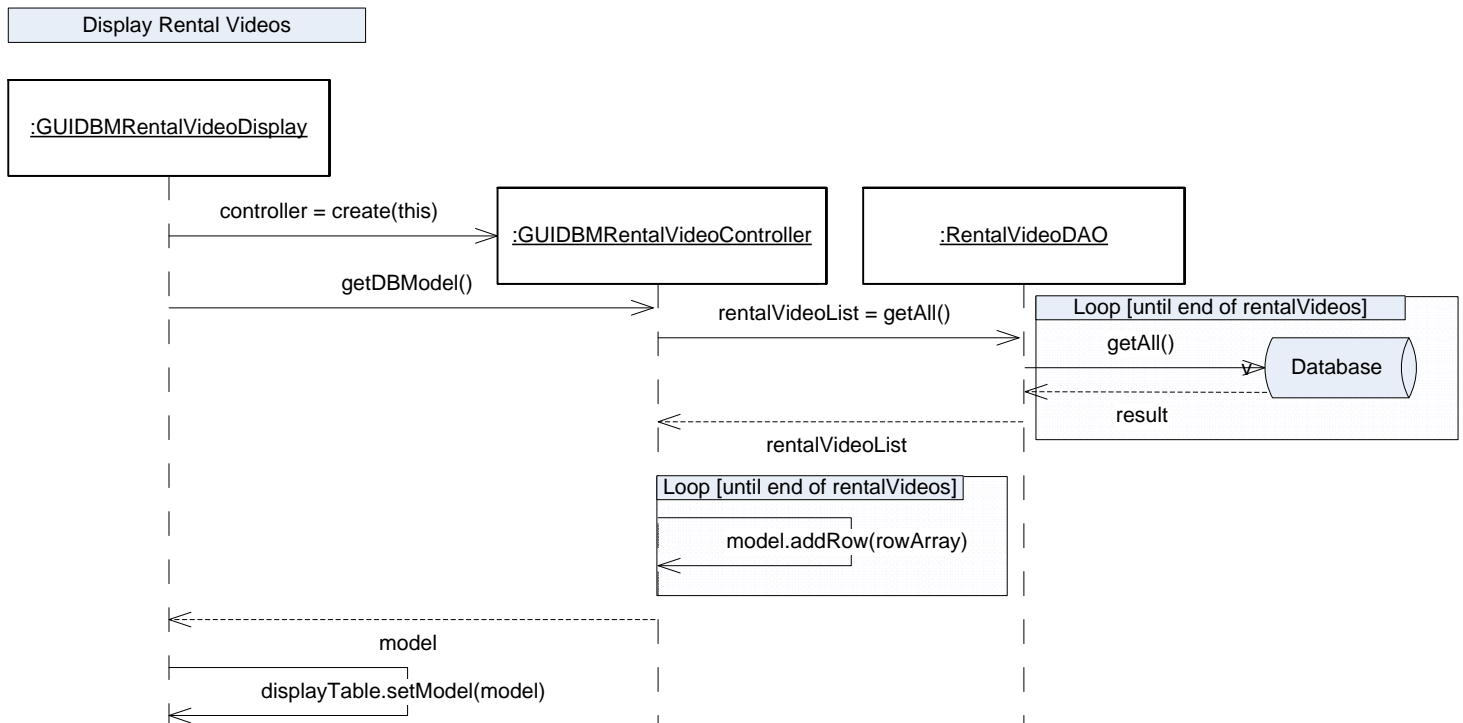 Display Rental Videos
:GUIDBMRentalVideoDisplay
controller = create(this)
:GUIDBMRentalVideoController
:RentalVideoDAO
getDBModel()
rentalVideoList = getAll()
Loop [until end of rentalVideos]
getAll()
v
Database
result
rentalVideoList
Loop [until end of rentalVideos]
model.addRow(rowArray)
model
displayTable.setModel(model)